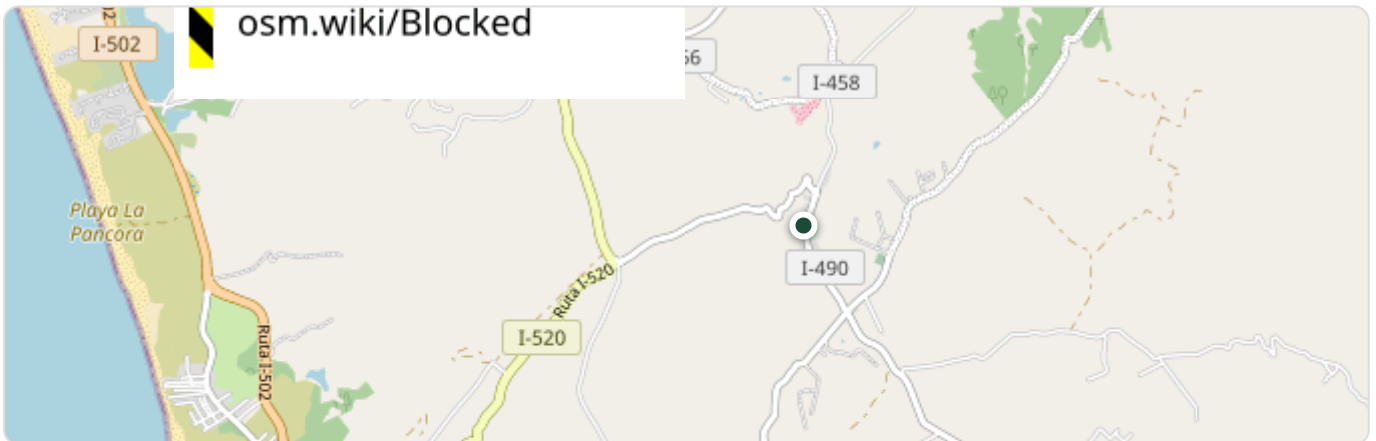 osm.wiki/Blocked
I-502
I-458
Playa La
Pancora
I-490
Ruta I-520
I-520
Ruta I-502